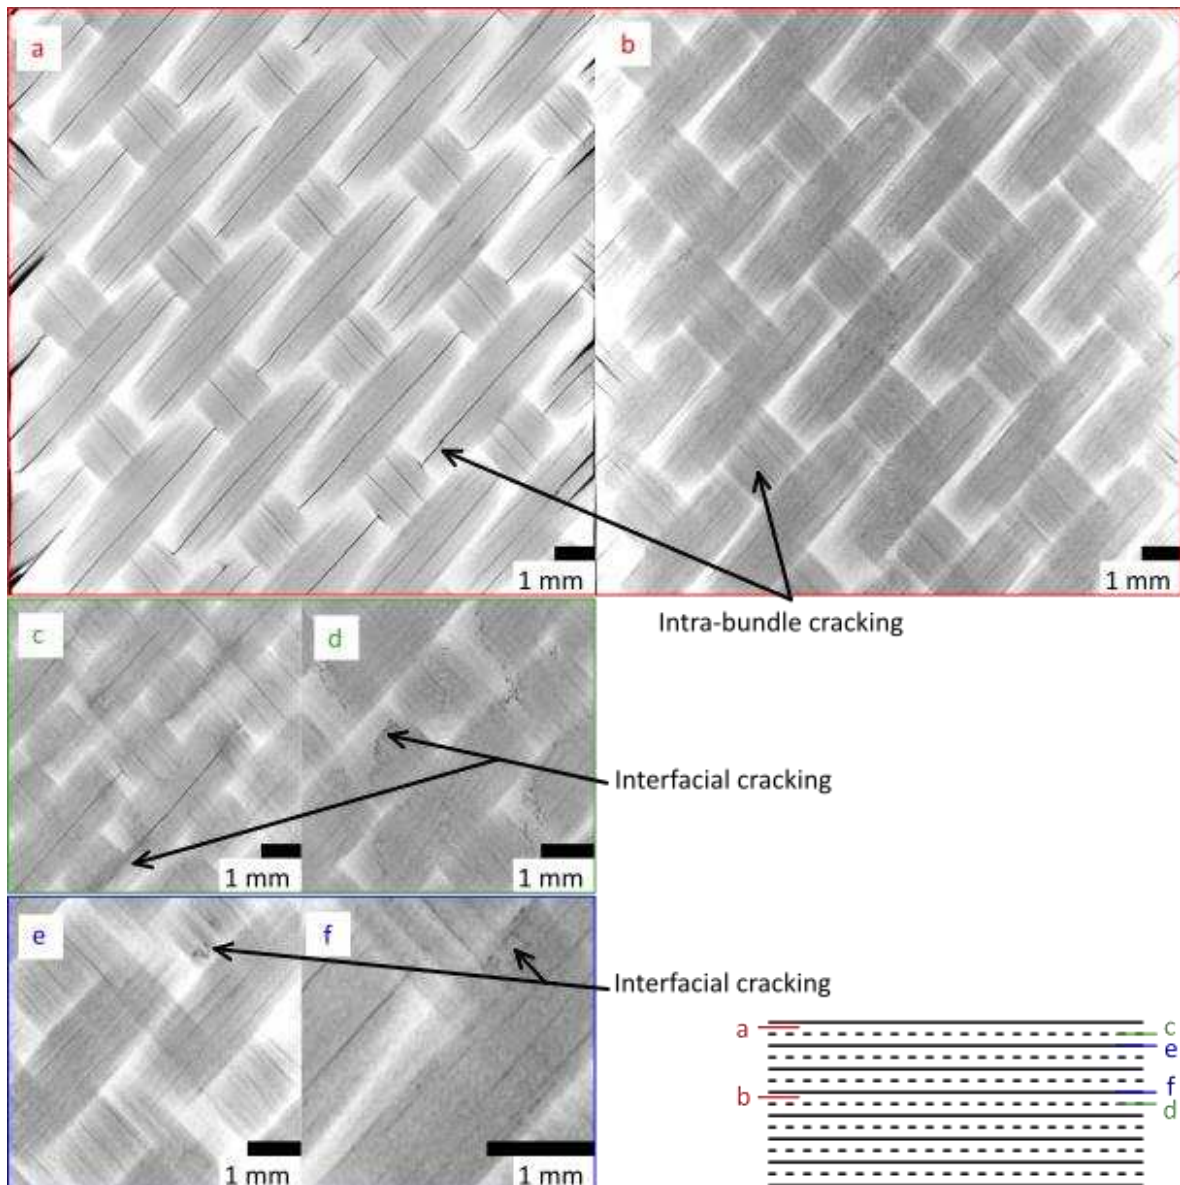 a
b
1 mm
1 mm
Intra-bundle cracking
c
d
Interfacial cracking
1 mm
1 mm
e
f
Interfacial cracking
1 mm
1 mm
a
c
e
b
f
d